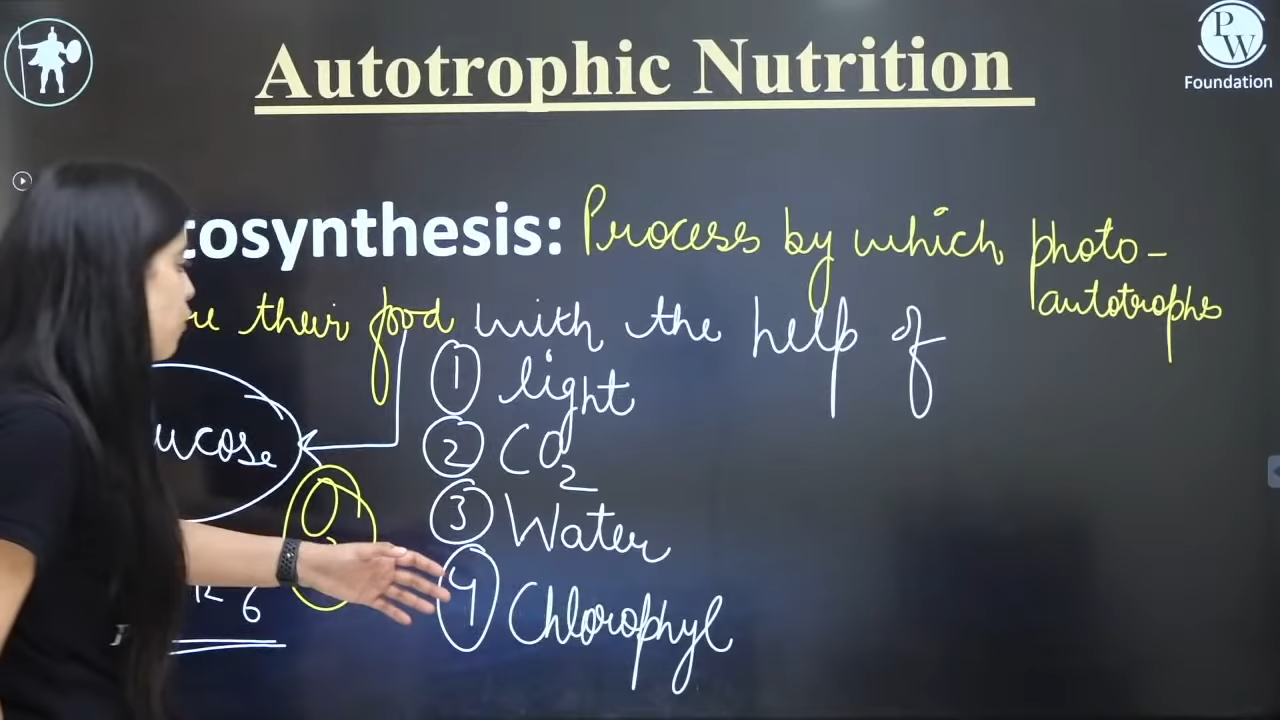 PW
Foundation
Autotrophic Nutrition
tosynthesis: Process by which photo-
autotrophs
their food with the help of
① light
② CO₂
ucose
③ Water
O
6
④ Chlorophyl